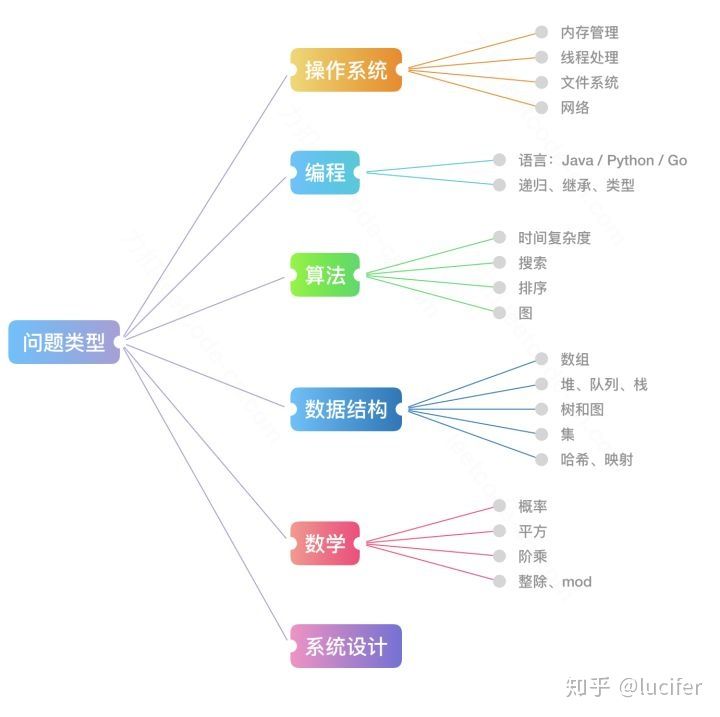 问题类型
操作系统
内存管理
线程处理
文件系统
网络
编程
语言：Java / Python / Go
递归、继承、类型
算法
时间复杂度
搜索
排序
图
数据结构
数组
堆、队列、栈
树和图
集
哈希、映射
数学
概率
平方
阶乘
整除、mod
系统设计
知乎 @lucifer